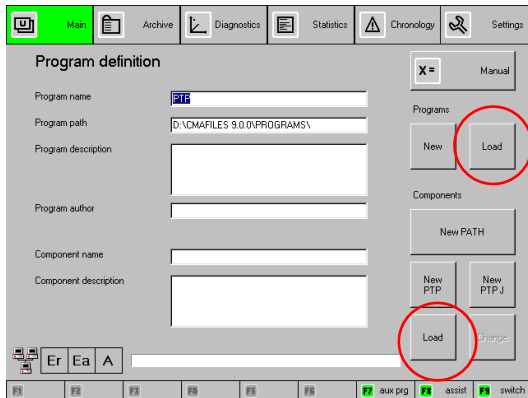 Main
Archive
Diagnostics
Statistics
Chronology
Settings
Program definition
X =
Manual
Program name
PTP
Programs
Program path
D:\CMAFILES 9.0.0\PROGRAMS\
New
Load
Program description
Components
Program author
New PATH
Component name
Component description
New
PTP
New
PTP J
Load
Change
Er
Ea
A
F1
F2
F3
F4
F5
F6
F7 aux prg
F8 assist
F9 switch